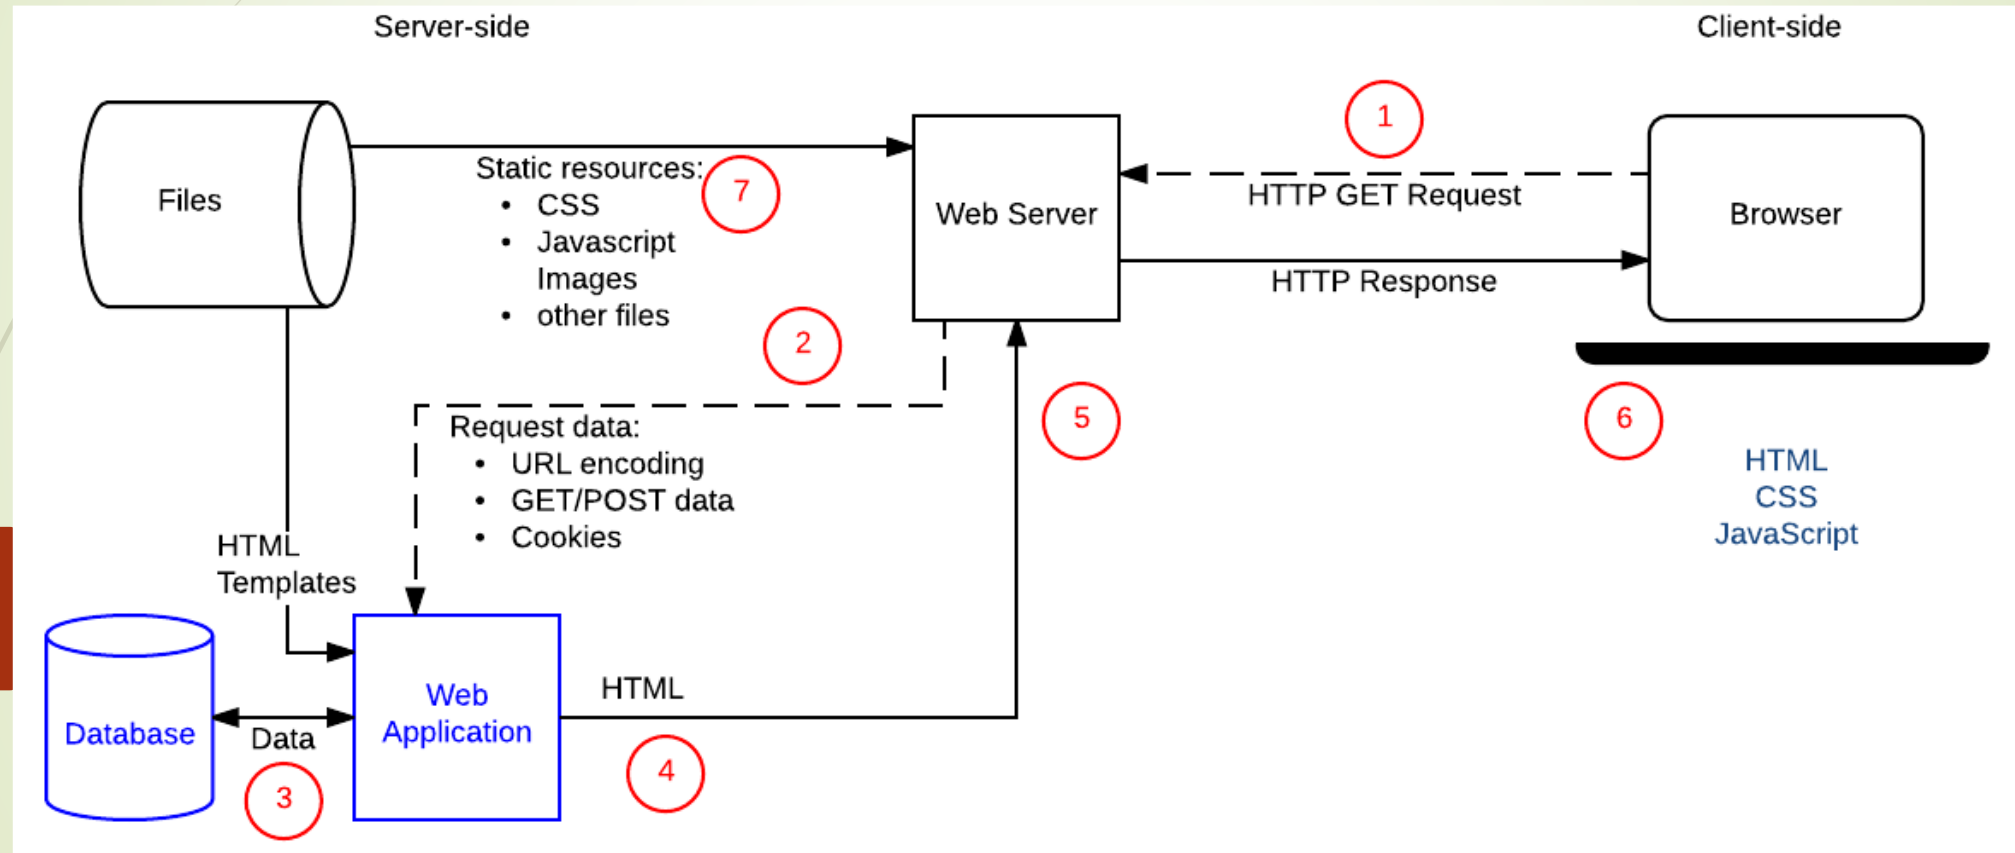 Server-side
Client-side
Files
Static resources:
• CSS
• Javascript
Images
• other files
7
Web Server
1
HTTP GET Request
HTTP Response
Browser
2
Request data:
• URL encoding
• GET/POST data
• Cookies
5
6
HTML
CSS
JavaScript
HTML
Templates
Database
Data
3
Web
Application
HTML
4